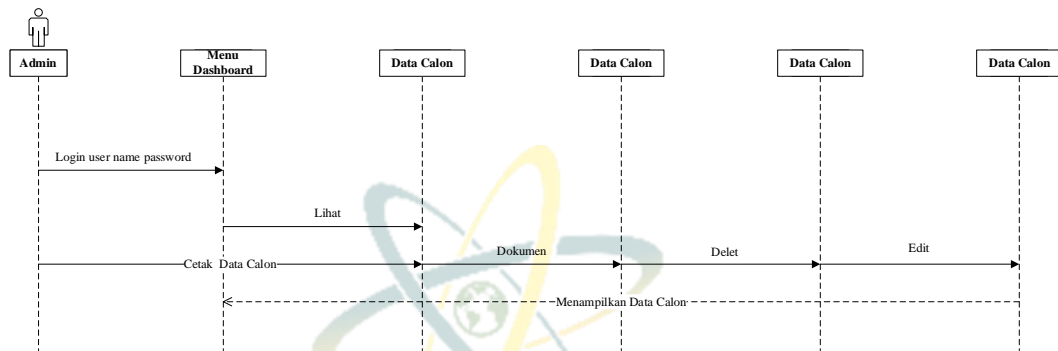 Admin
Menu
Dashboard
Data Calon
Data Calon
Data Calon
Data Calon
Login user name password
Lihat
Cetak Data Calon
Dokumen
Delet
Edit
Menampilkan Data Calon